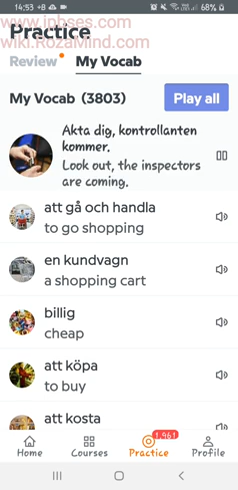 14:53 +8 68%
www.jobses.com
Practice
wiki.RozaMind.com
Review My Vocab
My Vocab (3803) Play all
Akta dig, kontrollanten
kommer.
Look out, the inspectors
are coming.
att gå och handla
to go shopping
en kundvagn
a shopping cart
billig
cheap
att köpa
to buy
att kosta
1,961
Home Courses Practice Profile